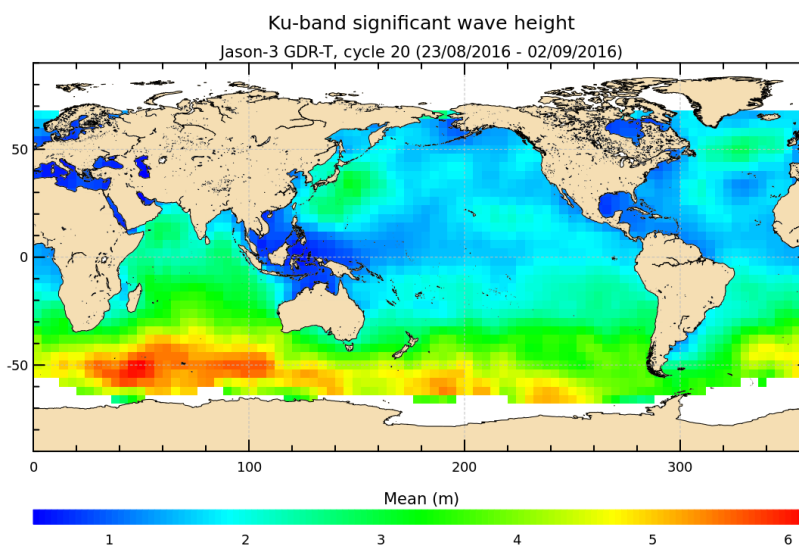 Ku-band significant wave height
Jason-3 GDR-T, cycle 20 (23/08/2016 - 02/09/2016)
50
0
-50
0 100 200 300
Mean (m)
1 2 3 4 5 6